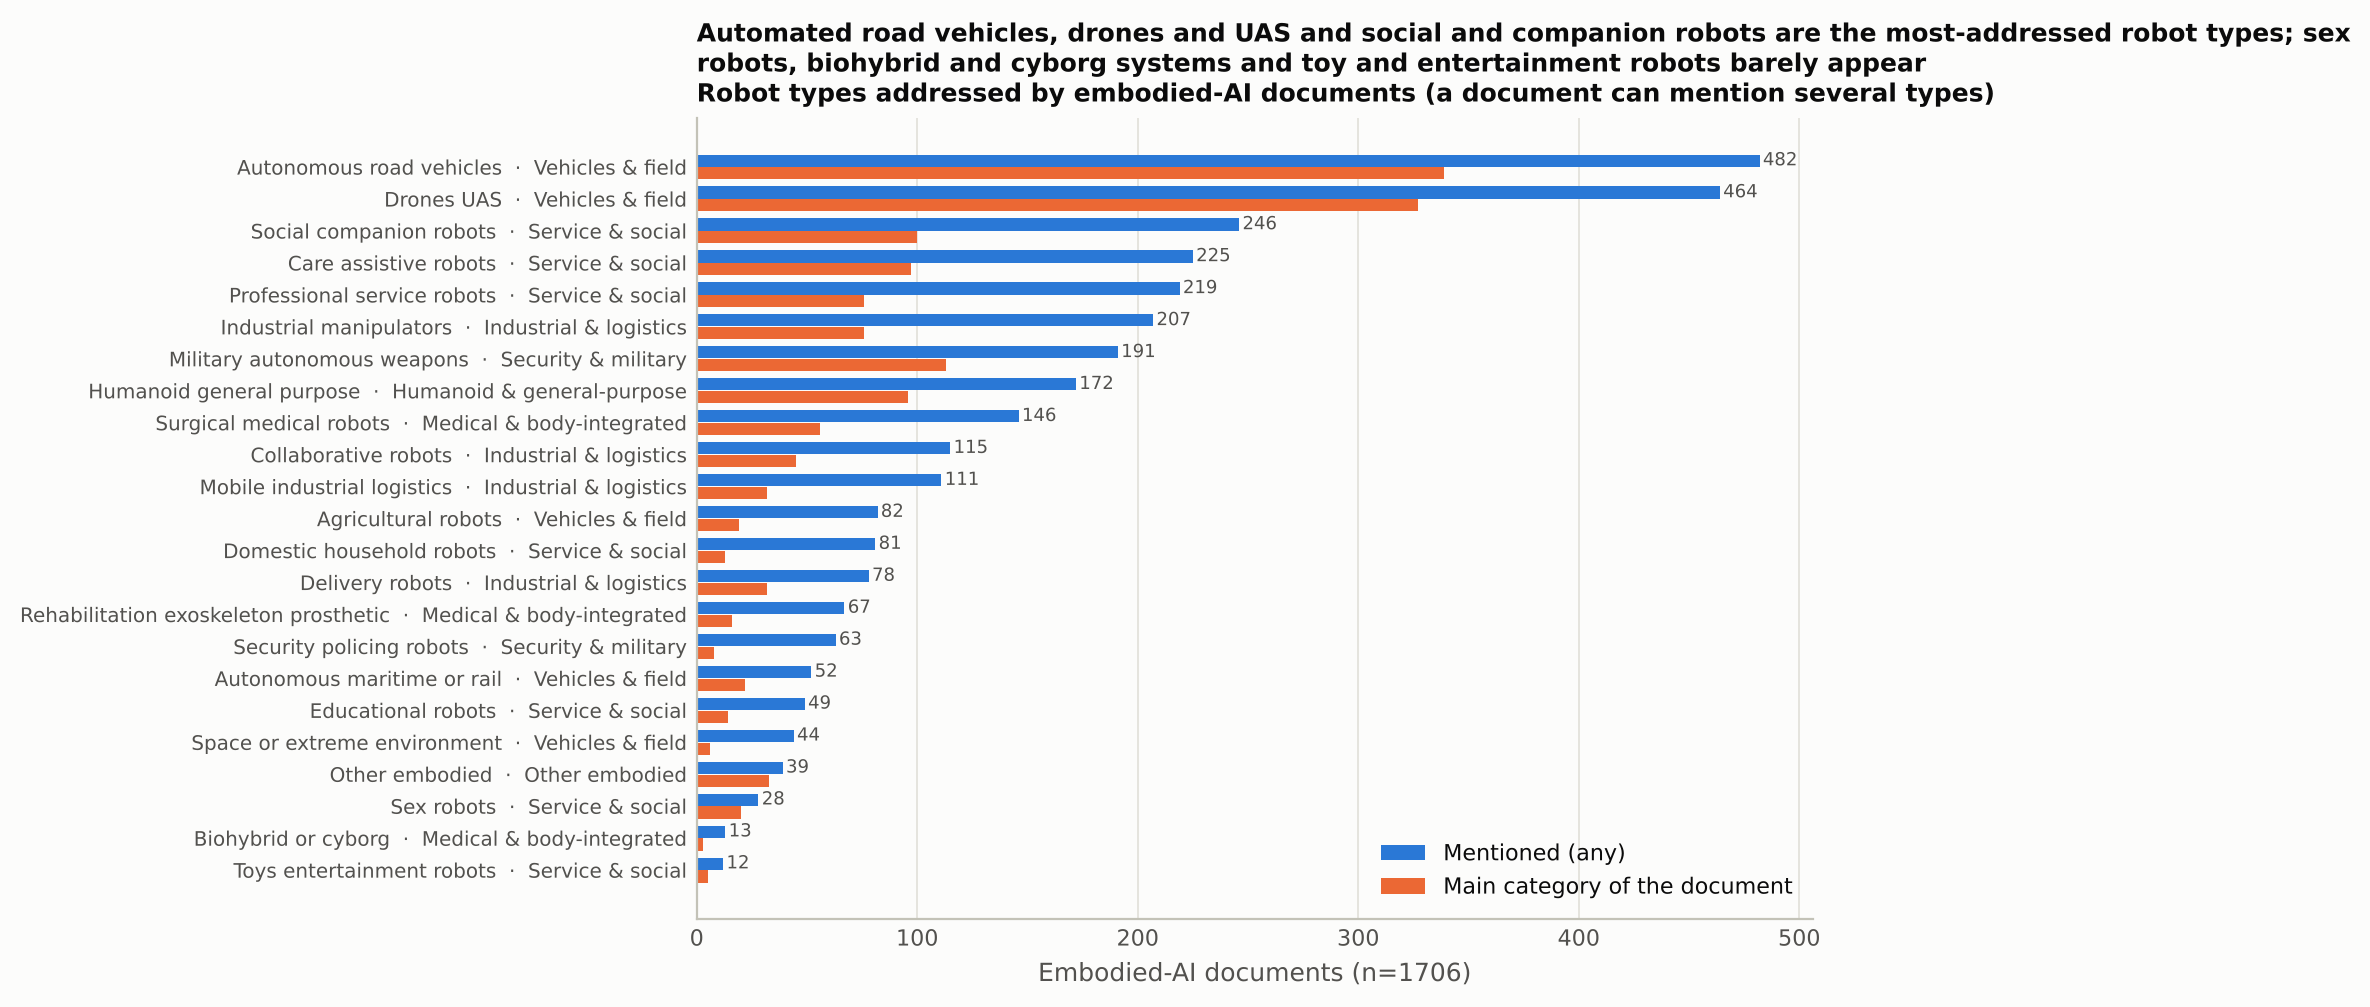 Automated road vehicles, drones and UAS and social and companion robots are the most-addressed robot types; sex
robots, biohybrid and cyborg systems and toy and entertainment robots barely appear
Robot types addressed by embodied-AI documents (a document can mention several types)
Autonomous road vehicles · Vehicles & field 482
Drones UAS · Vehicles & field 464
Social companion robots · Service & social 246
Care assistive robots · Service & social 225
Professional service robots · Service & social 219
Industrial manipulators · Industrial & logistics 207
Military autonomous weapons · Security & military 191
Humanoid general purpose · Humanoid & general-purpose 172
Surgical medical robots · Medical & body-integrated 146
Collaborative robots · Industrial & logistics 115
Mobile industrial logistics · Industrial & logistics 111
Agricultural robots · Vehicles & field 82
Domestic household robots · Service & social 81
Delivery robots · Industrial & logistics 78
Rehabilitation exoskeleton prosthetic · Medical & body-integrated 67
Security policing robots · Security & military 63
Autonomous maritime or rail · Vehicles & field 52
Educational robots · Service & social 49
Space or extreme environment · Vehicles & field 44
Other embodied · Other embodied 39
Sex robots · Service & social 28
Biohybrid or cyborg · Medical & body-integrated 13
Toys entertainment robots · Service & social 12
Mentioned (any)
Main category of the document
0 100 200 300 400 500
Embodied-AI documents (n=1706)